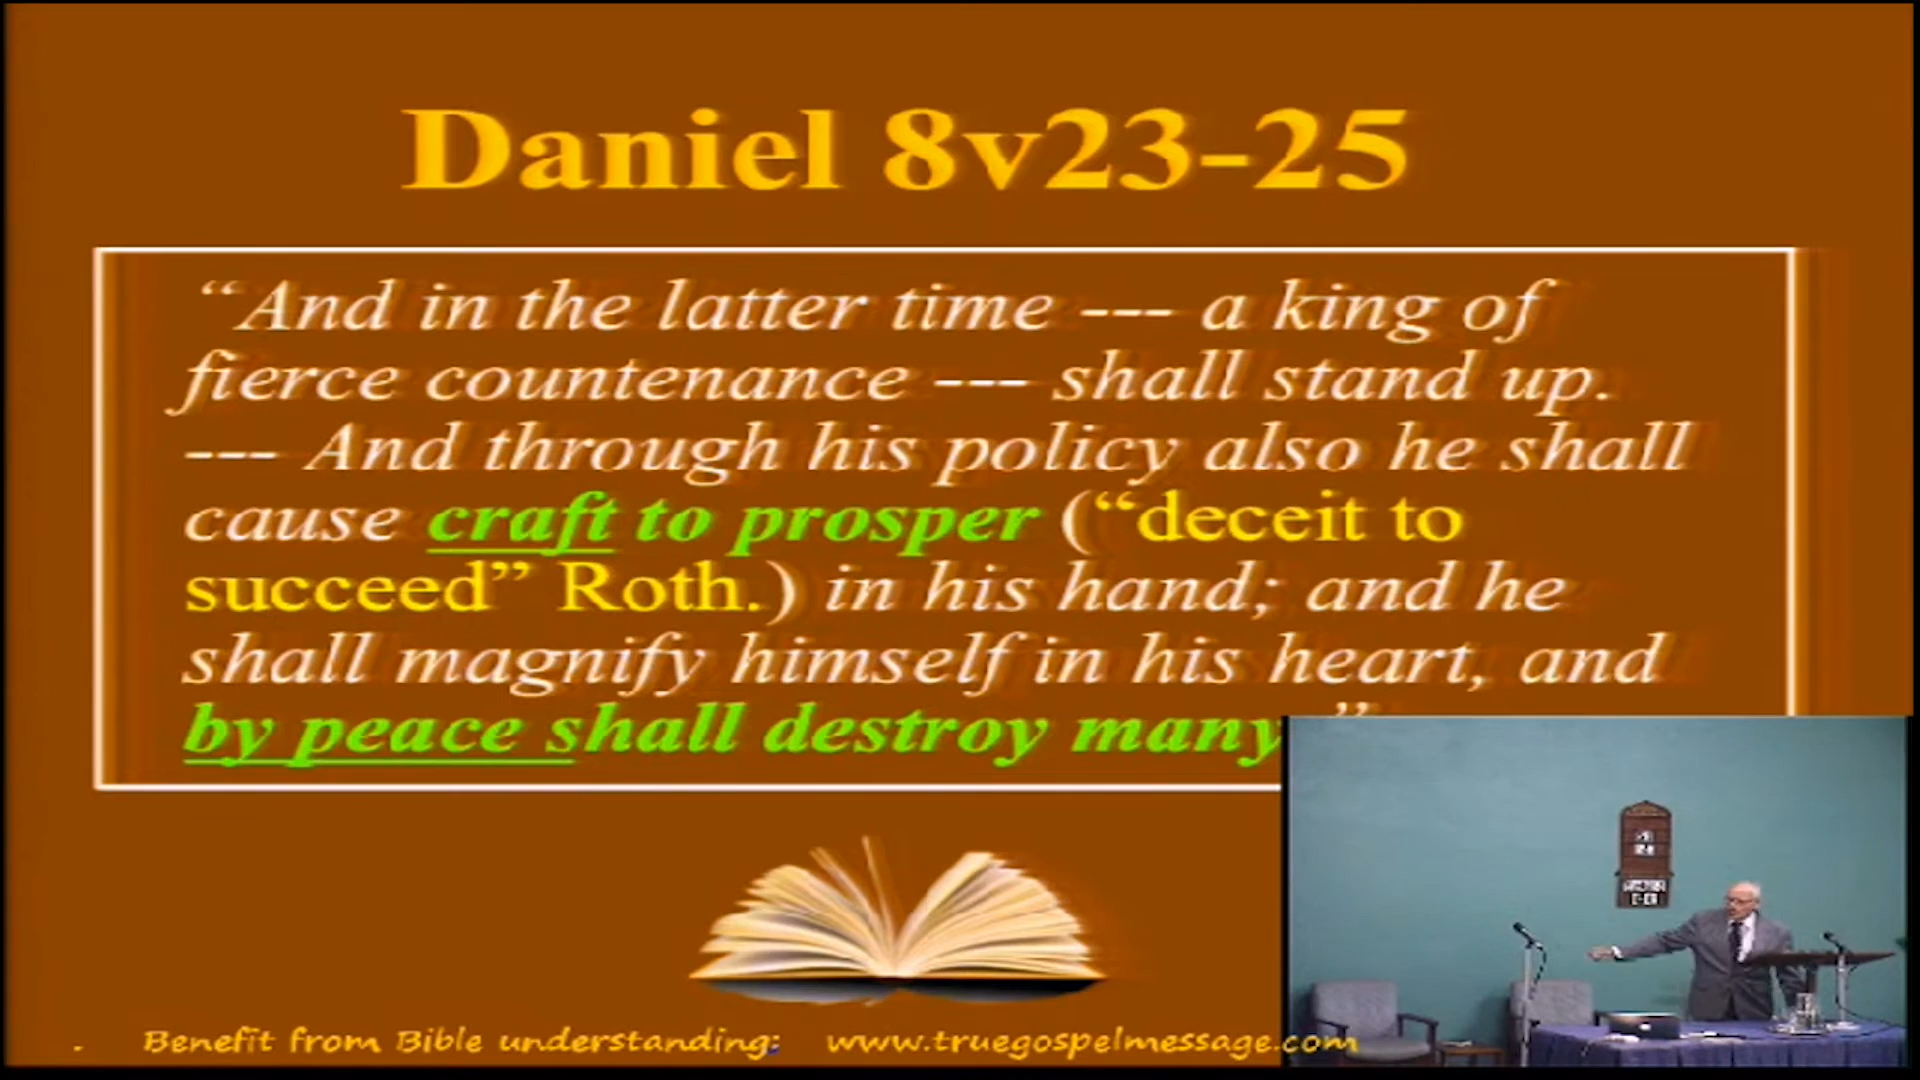 Daniel 8v23-25
“And in the latter time --- a king of
fierce countenance --- shall stand up.
--- And through his policy also he shall
cause craft to prosper (“deceit to
succeed” Roth.) in his hand; and he
shall magnify himself in his heart, and
by peace shall destroy many ”
. Benefit from Bible understanding: www.truegospelmessage.com